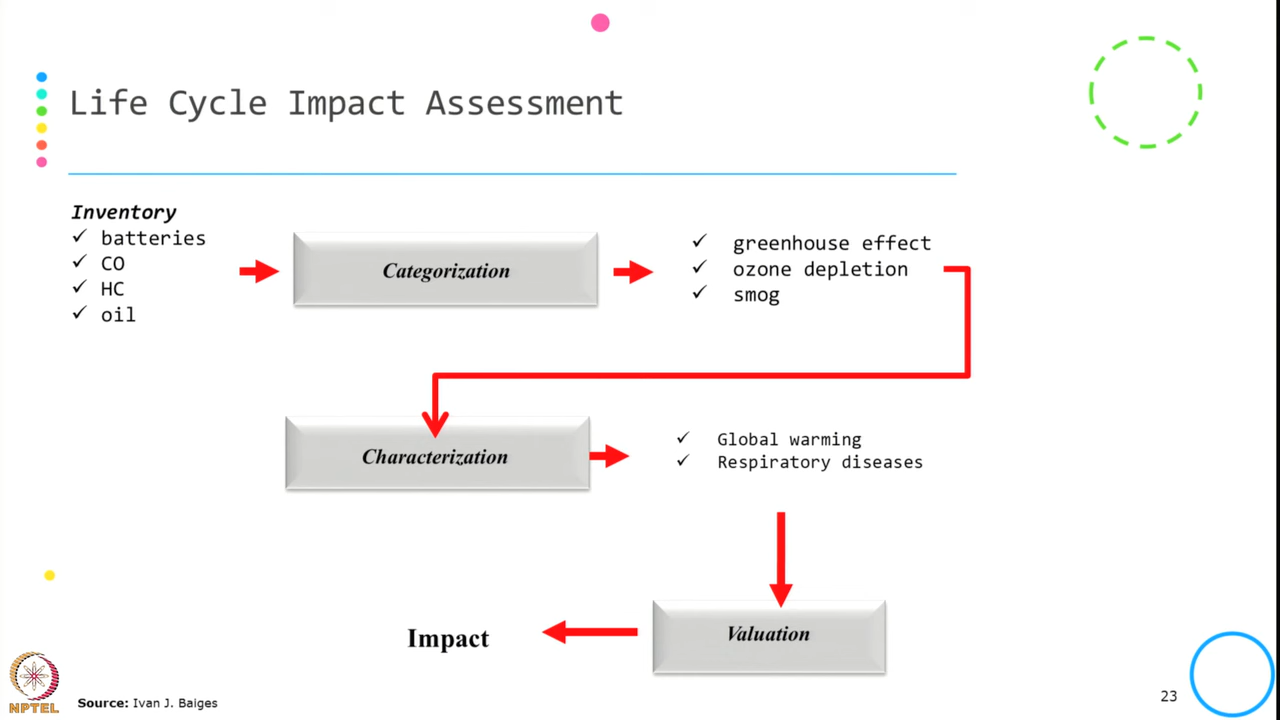 Life Cycle Impact Assessment
Inventory
✓ batteries
✓ CO
✓ HC
✓ oil
Categorization
✓ greenhouse effect
✓ ozone depletion
✓ smog
Characterization
✓ Global warming
✓ Respiratory diseases
Valuation
Impact
NPTEL
Source: Ivan J. Baiges
23